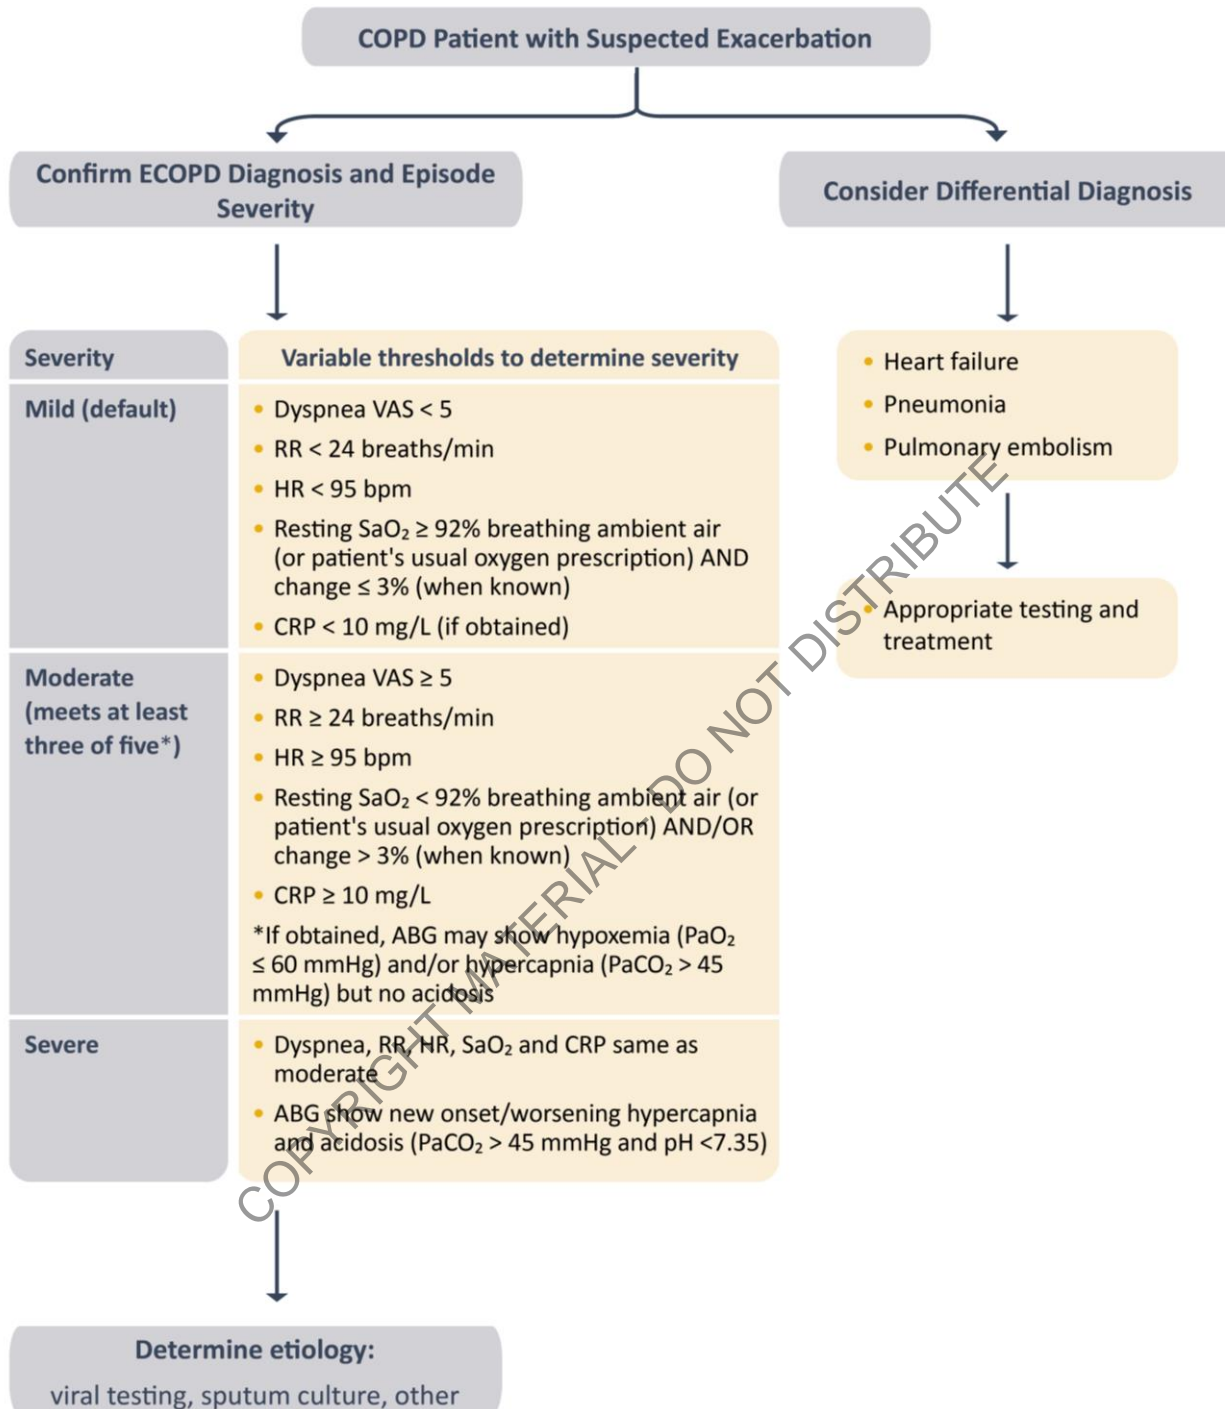 COPD Patient with Suspected Exacerbation
Confirm ECOPD Diagnosis and Episode
Severity
Consider Differential Diagnosis
Severity
Variable thresholds to determine severity
Mild (default)
• Dyspnea VAS < 5
• RR < 24 breaths/min
• HR < 95 bpm
• Resting SaO₂ ≥ 92% breathing ambient air
(or patient's usual oxygen prescription) AND
change ≤ 3% (when known)
• CRP < 10 mg/L (if obtained)
Moderate
(meets at least
three of five*)
• Dyspnea VAS ≥ 5
• RR ≥ 24 breaths/min
• HR ≥ 95 bpm
• Resting SaO₂ < 92% breathing ambient air (or
patient's usual oxygen prescription) AND/OR
change > 3% (when known)
• CRP ≥ 10 mg/L
*If obtained, ABG may show hypoxemia (PaO₂
≤ 60 mmHg) and/or hypercapnia (PaCO₂ > 45
mmHg) but no acidosis
Severe
• Dyspnea, RR, HR, SaO₂ and CRP same as
moderate
• ABG show new onset/worsening hypercapnia
and acidosis (PaCO₂ > 45 mmHg and pH <7.35)
• Heart failure
• Pneumonia
• Pulmonary embolism
• Appropriate testing and
treatment
Determine etiology:
viral testing, sputum culture, other
COPYRIGHT MATERIAL - DO NOT DISTRIBUTE